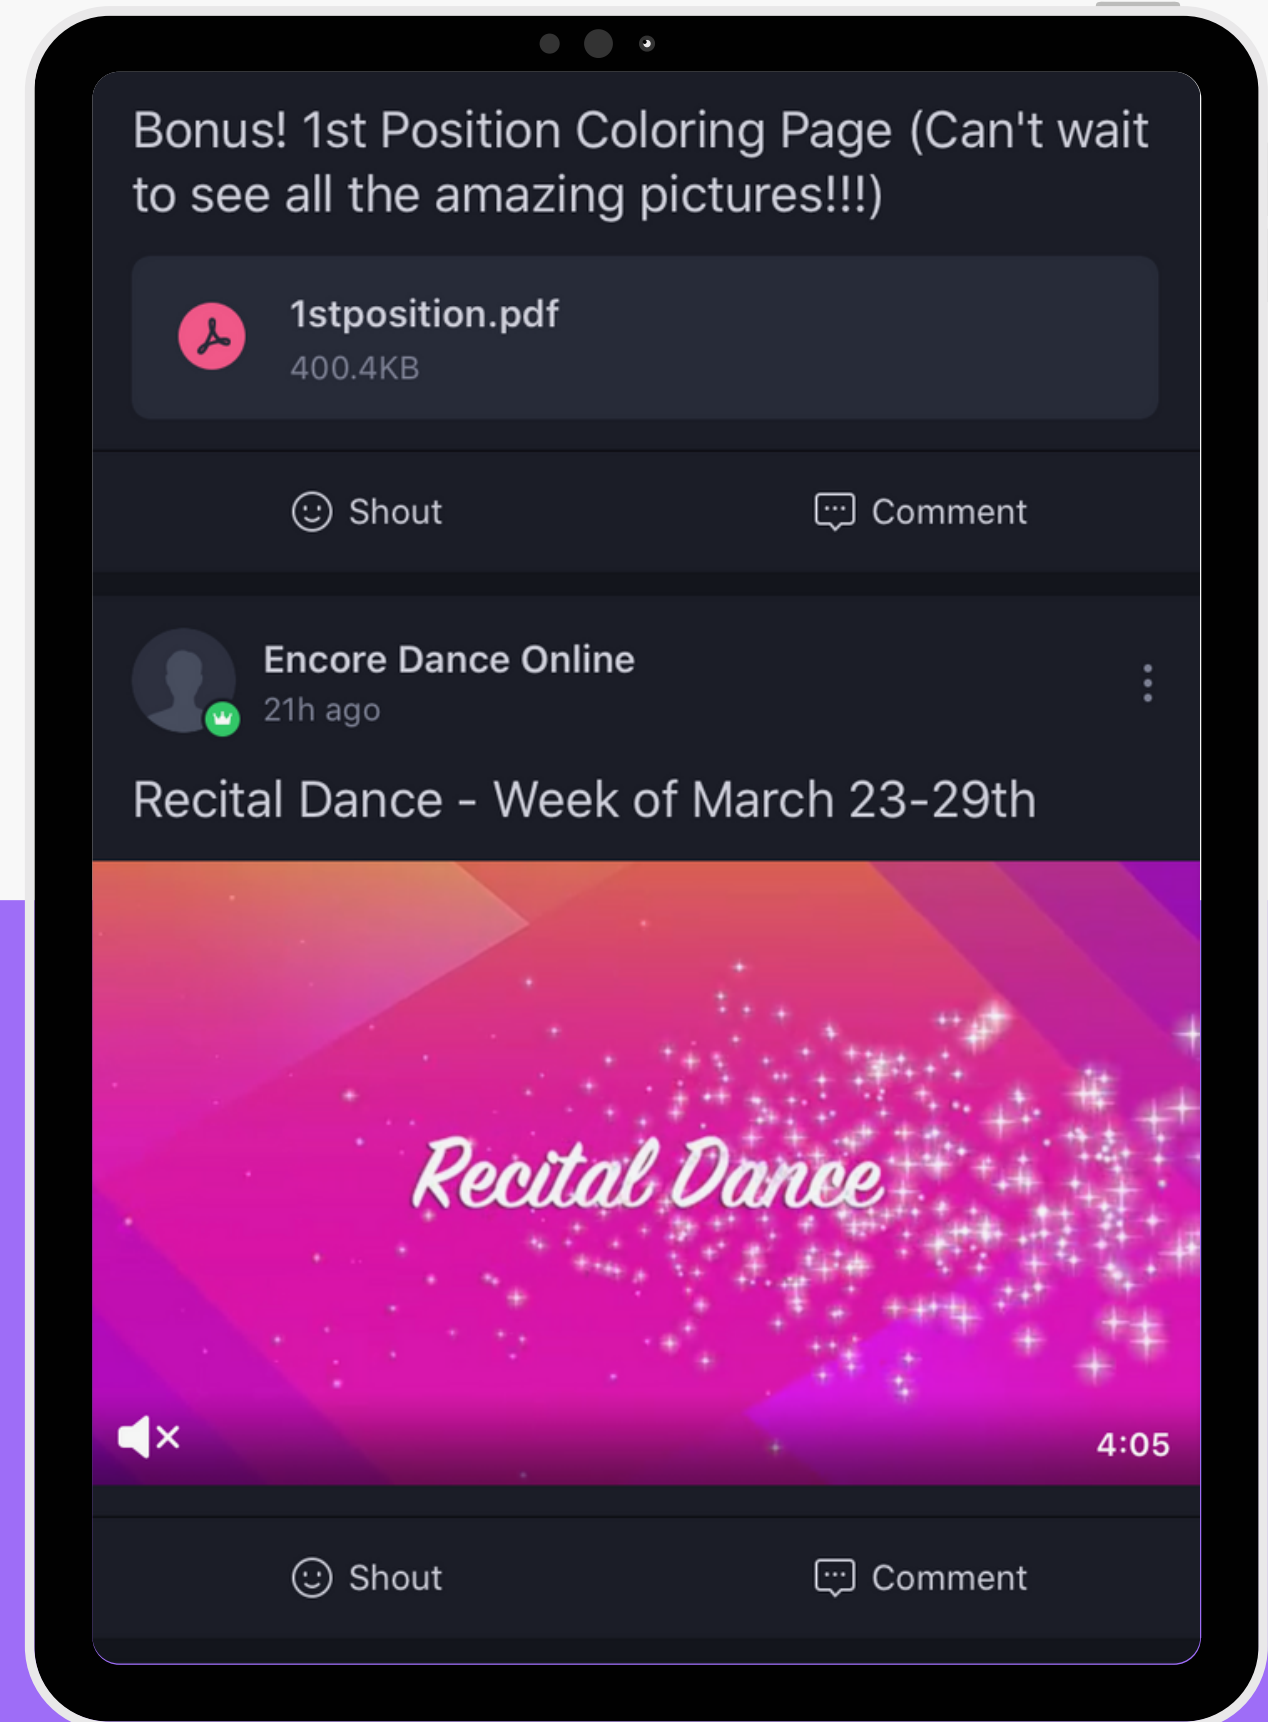 Bonus! 1st Position Coloring Page (Can't wait
to see all the amazing pictures!!!)
1stposition.pdf
400.4KB
Shout
Comment
Encore Dance Online
21h ago
Recital Dance - Week of March 23-29th
Recital Dance
4:05
Shout
Comment